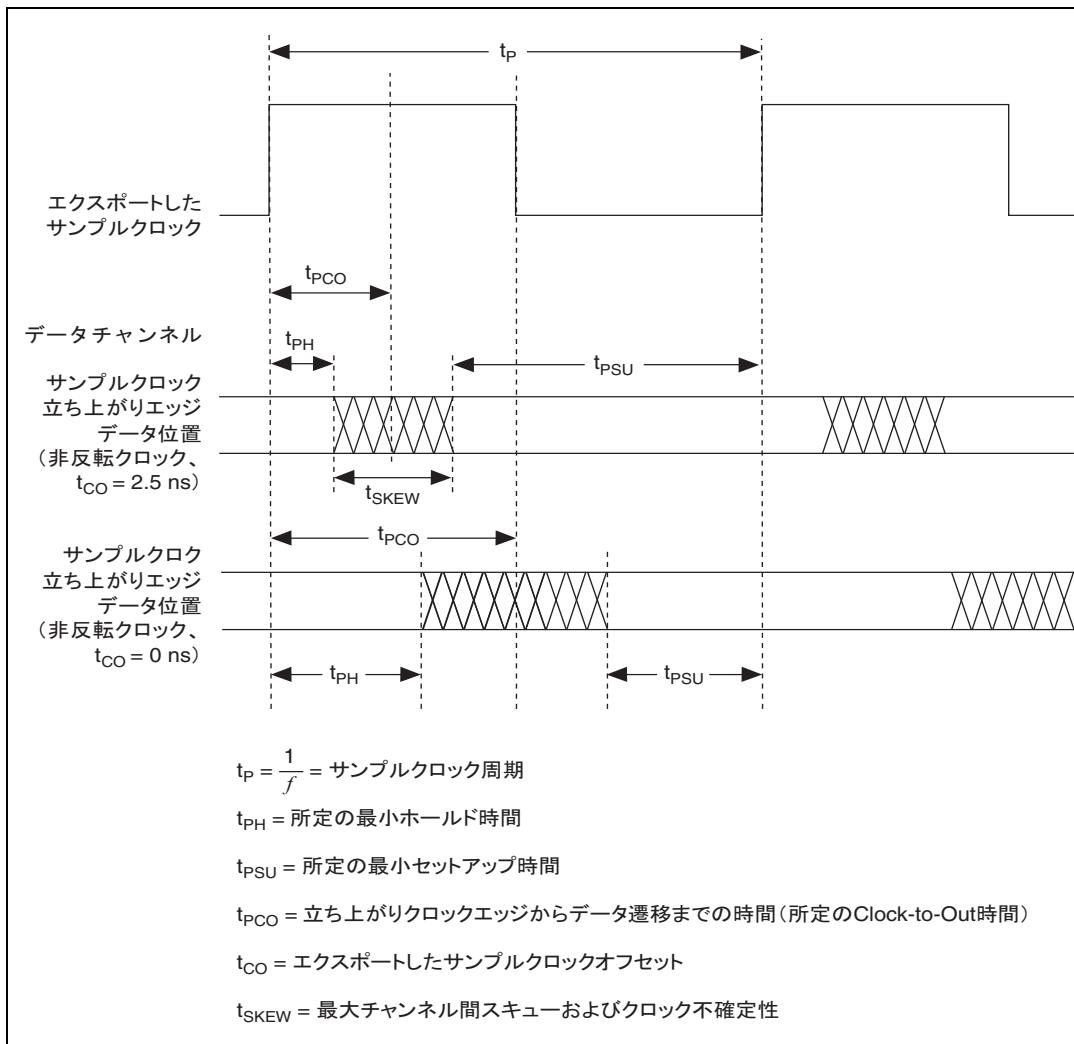 tP
エクスポートした
サンプルクロック
tPCO
データチャンネル
tPH
tPSU
サンプルクロック
立ち上がりエッジ
データ位置
（非反転クロック、
tCO = 2.5 ns）
tSKEW
tPCO
サンプルクロク
立ち上がりエッジ
データ位置
（非反転クロック、
tCO = 0 ns）
tPH
tPSU
tP = 1/f = サンプルクロック周期
tPH = 所定の最小ホールド時間
tPSU = 所定の最小セットアップ時間
tPCO = 立ち上がりクロックエッジからデータ遷移までの時間（所定のClock-to-Out時間）
tCO = エクスポートしたサンプルクロックオフセット
tSKEW = 最大チャンネル間スキューおよびクロック不確定性